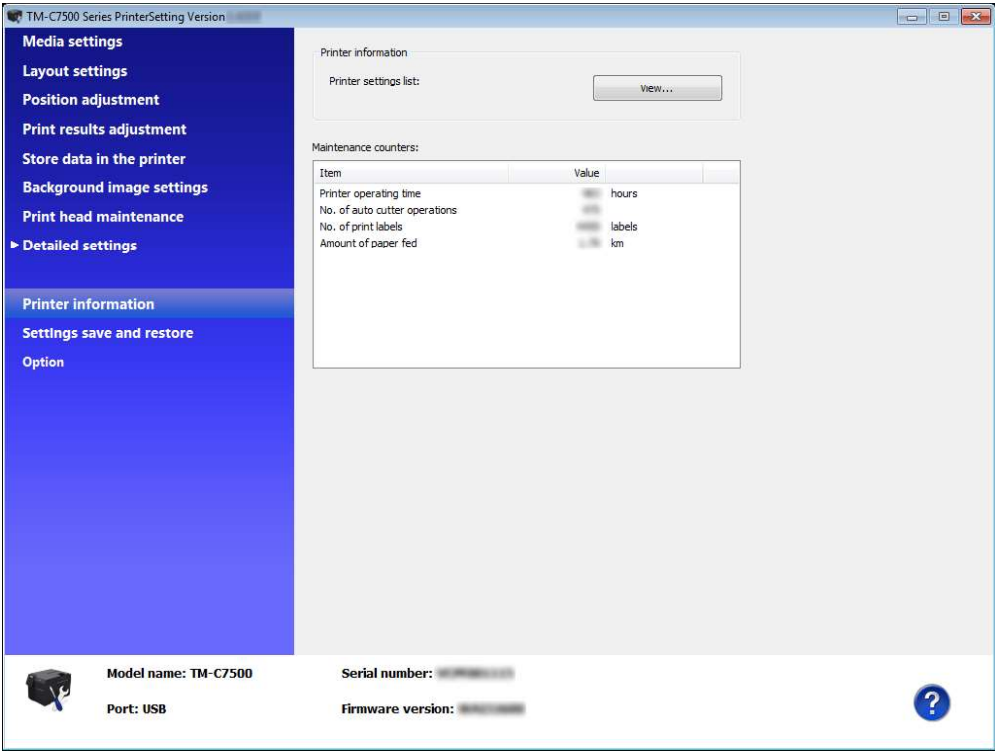 TM-C7500 Series PrinterSetting Version
Media settings
Layout settings
Position adjustment
Print results adjustment
Store data in the printer
Background image settings
Print head maintenance
Detailed settings
Printer information
Settings save and restore
Option
Printer information
Printer settings list:
View...
Maintenance counters:
Item Value
Printer operating time hours
No. of auto cutter operations
No. of print labels labels
Amount of paper fed km
Model name: TM-C7500
Serial number:
Port: USB
Firmware version:
?